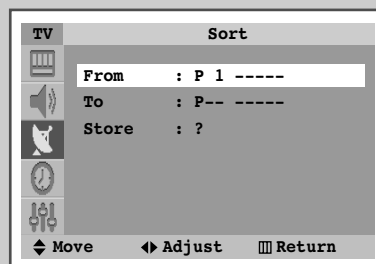 TV Sort
From : P 1 -----
To : P-- -----
Store : ?
Move Adjust Return